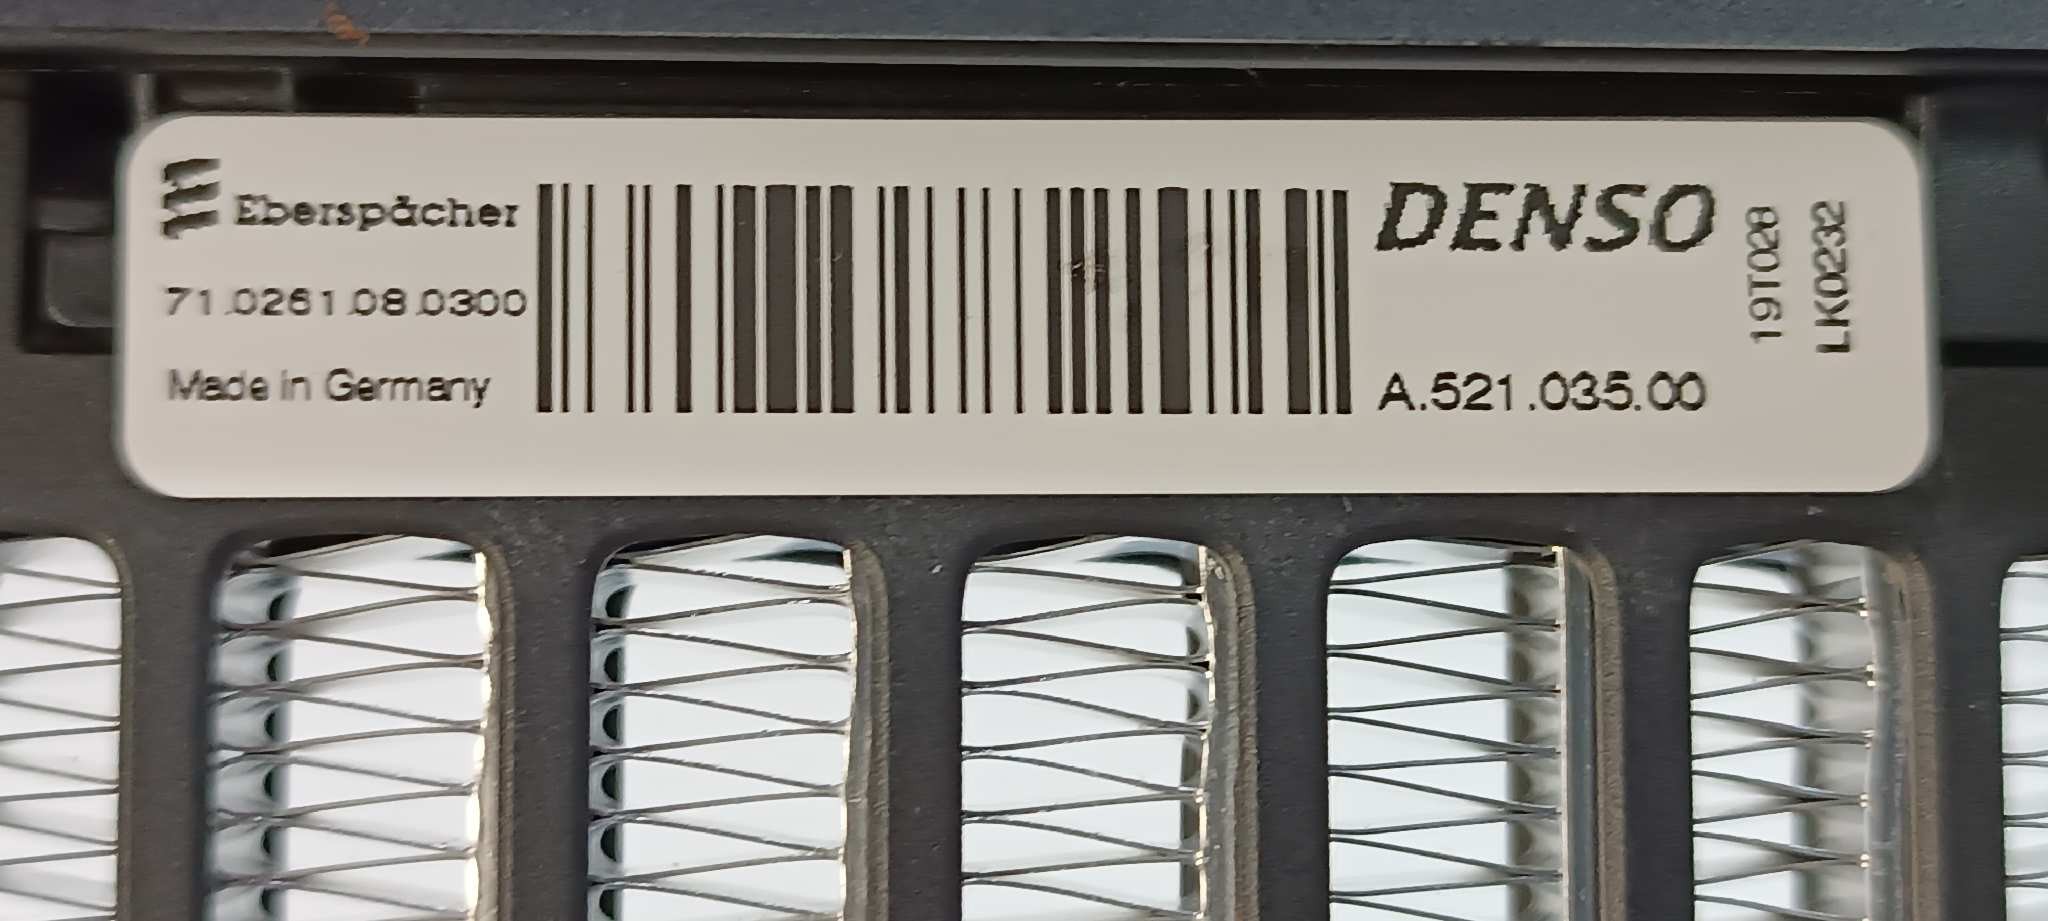 Eberspächer
71.0261.08.0300
Made in Germany
DENSO
A.521.035.00
19T028
LK0232